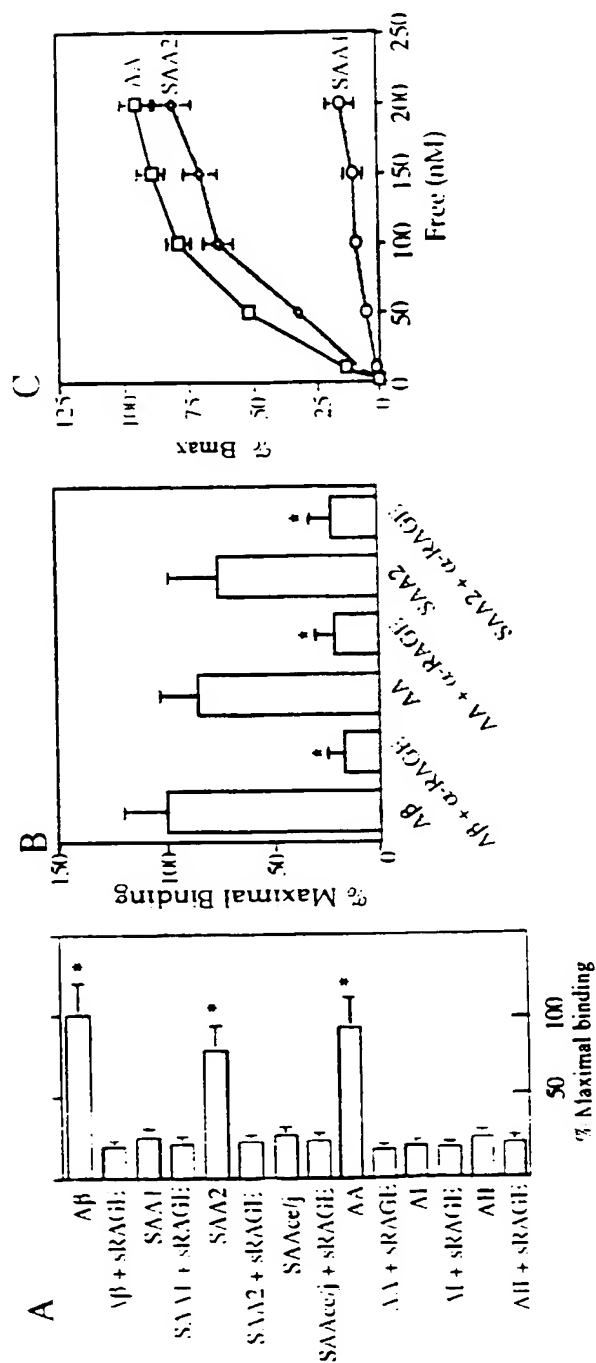 A
Aβ
Aβ + sRAGE
SAA1
SAA1 + sRAGE
SAA2
SAA2 + sRAGE
SAAce/j
SAAce/j + sRAGE
AA
AA + sRAGE
AI
AI + sRAGE
AII
AII + sRAGE
*
*
*
50
100
% Maximal binding
B
% Maximal Binding
150
100
50
0
*
*
*
Aβ
Aβ + α-RAGE
AA
AA + α-RAGE
SAA2
SAA2 + α-RAGE
C
% Bmax
125
100
75
50
25
0
AA
SAA2
SAA1
0
50
100
150
200
250
Free (nM)